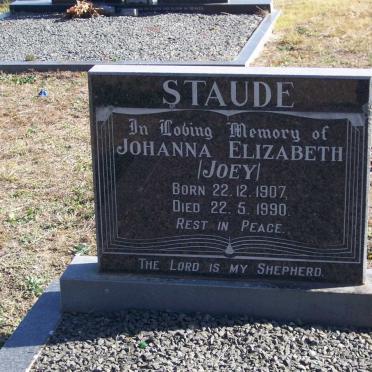 STAUDE
In Loving Memory of
JOHANNA ELIZABETH
/JOEY/
BORN 22.12.1907.
DIED 22.5.1990.
REST IN PEACE.
THE LORD IS MY SHEPHERD.